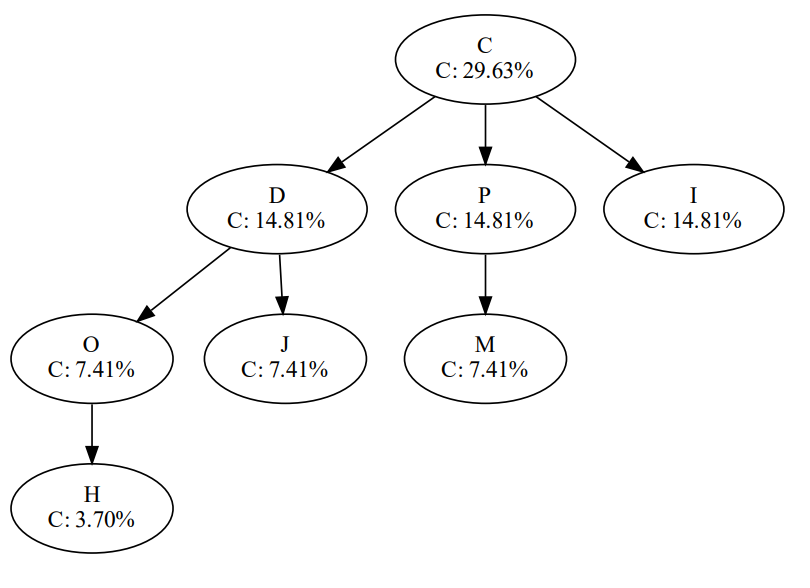 C
C: 29.63%
D
C: 14.81%
P
C: 14.81%
I
C: 14.81%
O
C: 7.41%
J
C: 7.41%
M
C: 7.41%
H
C: 3.70%